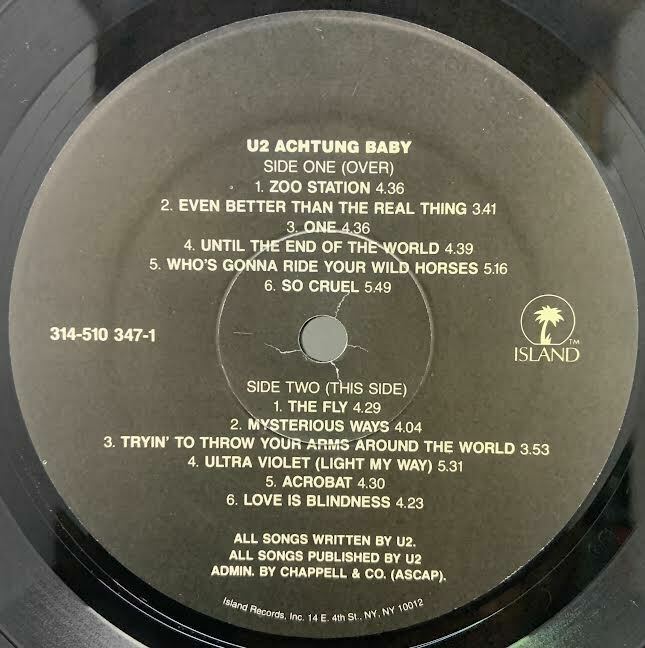 U2 ACHTUNG BABY
SIDE ONE (OVER)
1. ZOO STATION 4.36
2. EVEN BETTER THAN THE REAL THING 3.41
3. ONE 4.36
4. UNTIL THE END OF THE WORLD 4.39
5. WHO'S GONNA RIDE YOUR WILD HORSES 5.16
6. SO CRUEL 5.49
314-510 347-1
ISLAND TM
SIDE TWO (THIS SIDE)
1. THE FLY 4.29
2. MYSTERIOUS WAYS 4.04
3. TRYIN' TO THROW YOUR ARMS AROUND THE WORLD 3.53
4. ULTRA VIOLET (LIGHT MY WAY) 5.31
5. ACROBAT 4.30
6. LOVE IS BLINDNESS 4.23
ALL SONGS WRITTEN BY U2.
ALL SONGS PUBLISHED BY U2
ADMIN. BY CHAPPELL & CO. (ASCAP).
Island Records, Inc. 14 E. 4th St., NY, NY 10012